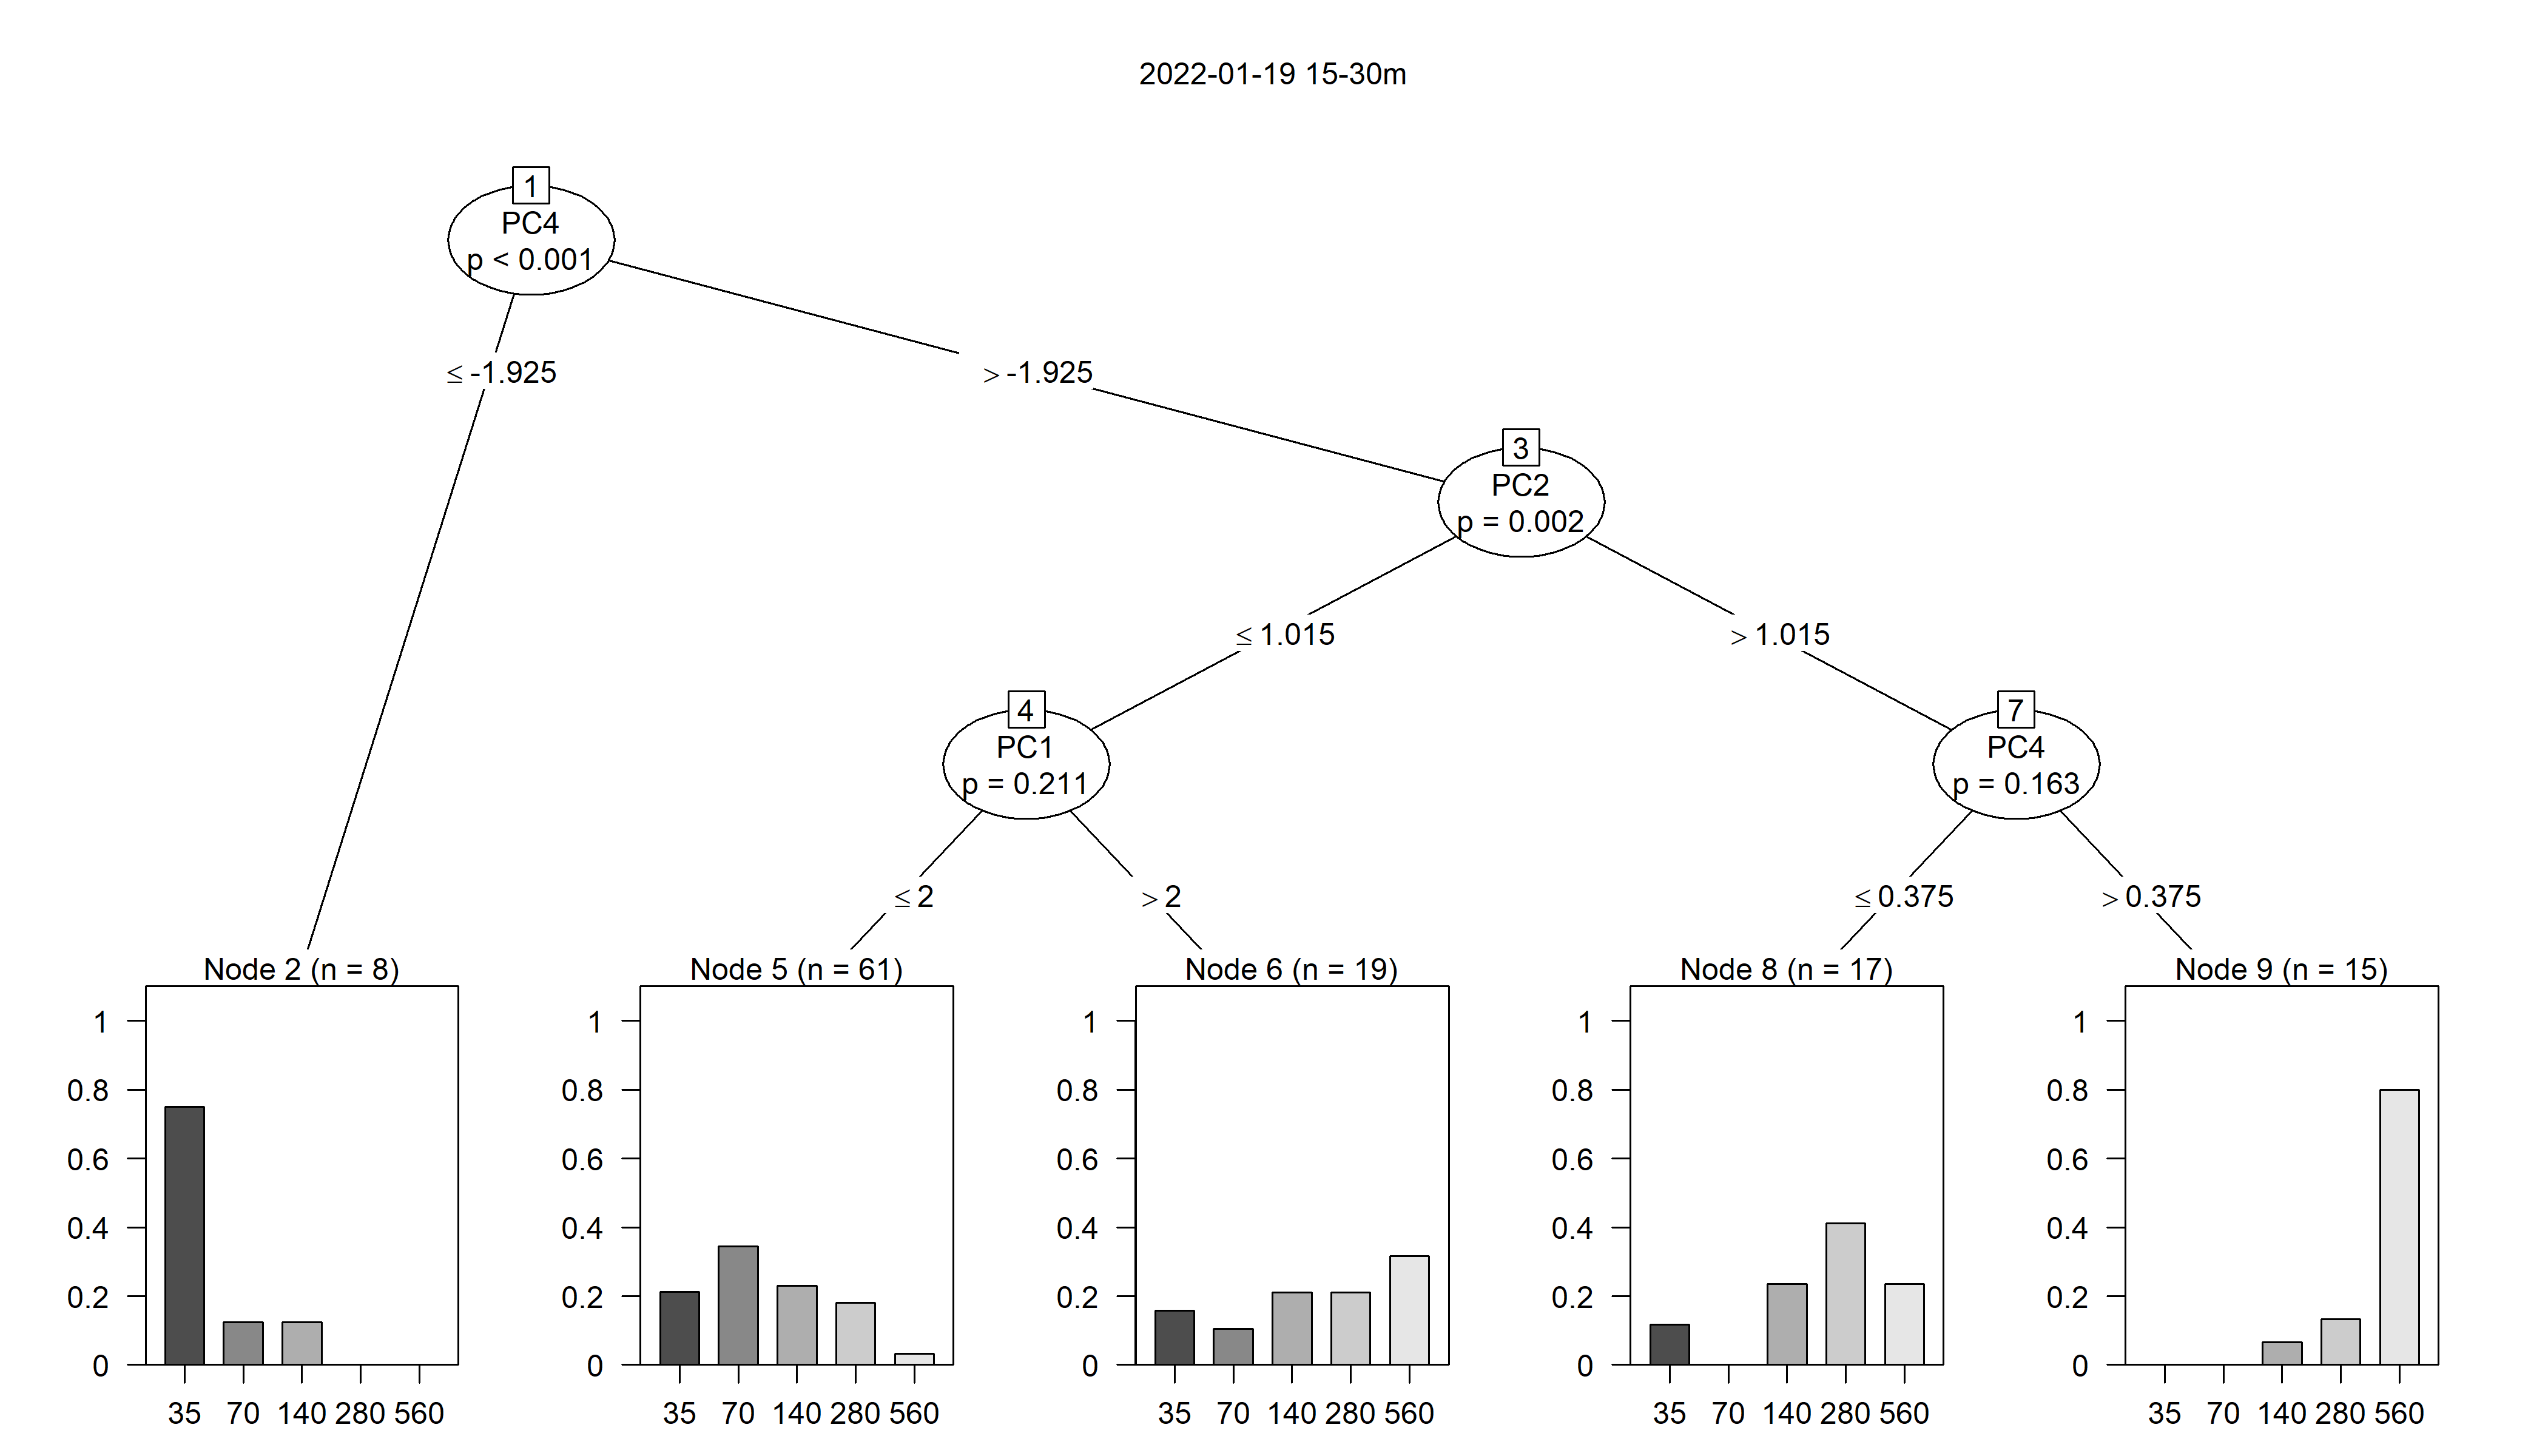 2022-01-19 15-30m
1
PC4
p < 0.001
≤ -1.925
> -1.925
3
PC2
p = 0.002
≤ 1.015
> 1.015
4
PC1
p = 0.211
7
PC4
p = 0.163
≤ 2
> 2
≤ 0.375
> 0.375
Node 2 (n = 8)
1
0.8
0.6
0.4
0.2
0
35 70 140 280 560
Node 5 (n = 61)
1
0.8
0.6
0.4
0.2
0
35 70 140 280 560
Node 6 (n = 19)
1
0.8
0.6
0.4
0.2
0
35 70 140 280 560
Node 8 (n = 17)
1
0.8
0.6
0.4
0.2
0
35 70 140 280 560
Node 9 (n = 15)
1
0.8
0.6
0.4
0.2
0
35 70 140 280 560